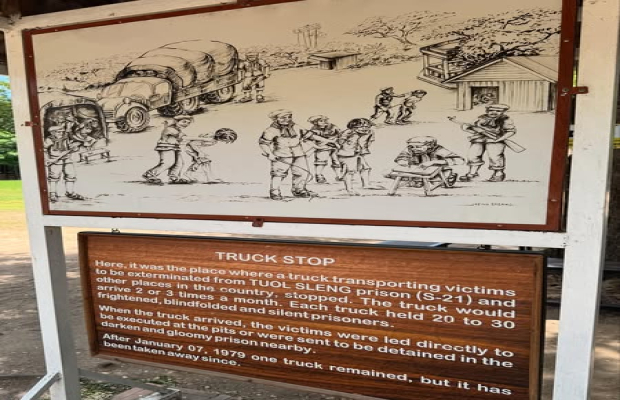 TRUCK STOP
Here, it was the place where a truck transporting victims
to be exterminated from TUOL SLENG prison (S-21) and
other places in the country, stopped. The truck would
arrive 2 or 3 times a month. Each truck held 20 to 30
frightened, blindfolded and silent prisoners.
When the truck arrived, the victims were led directly to
be executed at the pits or were sent to be detained in the
darken and gloomy prison nearby.
After January 07, 1979 one truck remained, but it has
been taken away since.